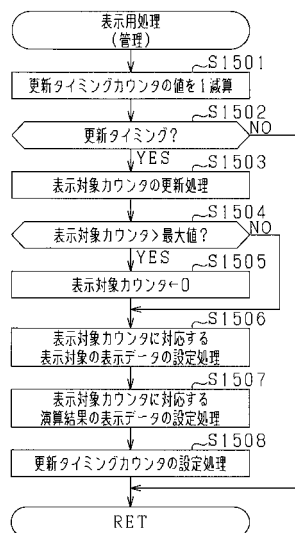 表示用処理
(管理)
S1501
更新タイミングカウンタの値を1減算
S1502
更新タイミング?
NO
YES
S1503
表示対象カウンタの更新処理
S1504
表示対象カウンタ>最大値?
NO
YES
S1505
表示対象カウンタ←0
S1506
表示対象カウンタに対応する
表示対象の表示データの設定処理
S1507
表示対象カウンタに対応する
演算結果の表示データの設定処理
S1508
更新タイミングカウンタの設定処理
RET